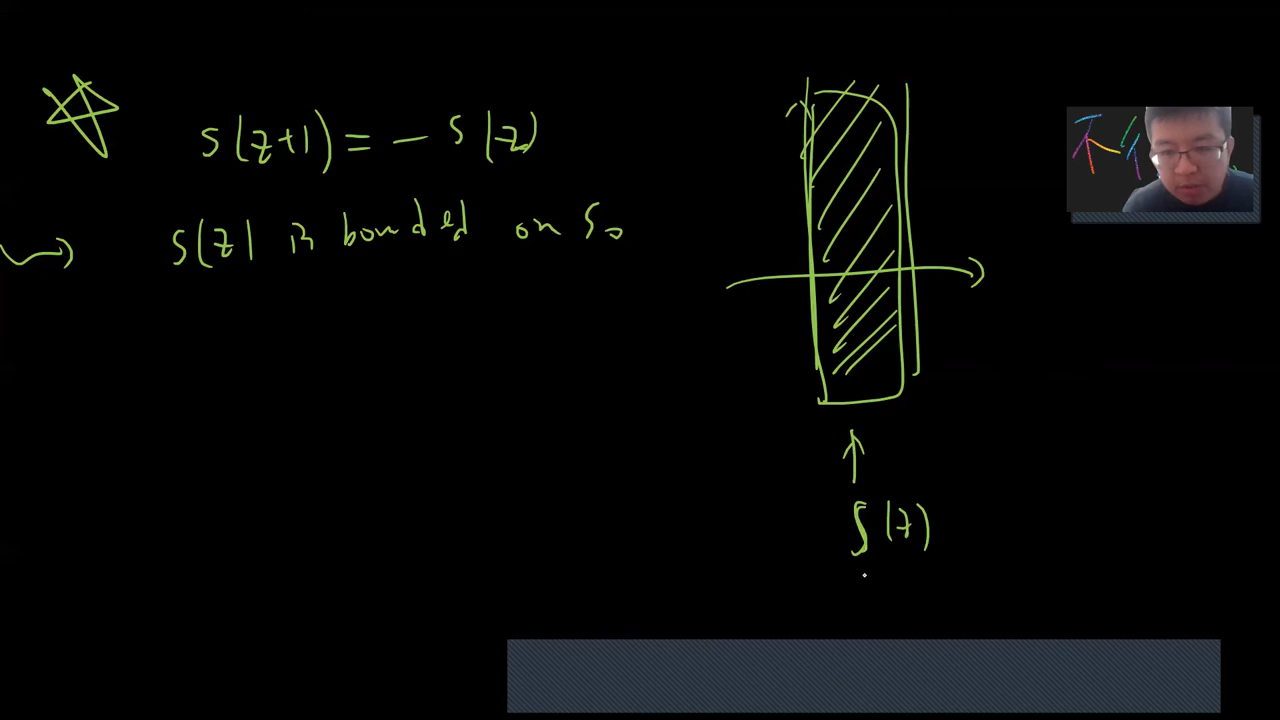 s(z+1) = - s(z)
s(z) is bounded on S₀
s(z)